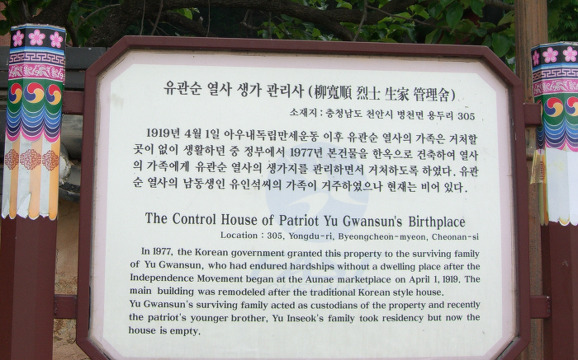 유관순 열사 생가 관리사 (柳寬順 烈士 生家 管理舍)
소재지 : 충청남도 천안시 병천면 용두리 305
1919년 4월 1일 아우내독립만세운동 이후 유관순 열사의 가족은 거처할
곳이 없이 생활하던 중 정부에서 1977년 본건물을 한옥으로 건축하여 열사
의 가족에게 유관순 열사의 생가지를 관리하면서 거처하도록 하였다. 유관
순 열사의 남동생인 유인석씨의 가족이 거주하였으나 현재는 비어 있다.
The Control House of Patriot Yu Gwansun's Birthplace
Location : 305, Yongdu-ri, Byeongcheon-myeon, Cheonan-si
In 1977, the Korean government granted this property to the surviving family
of Yu Gwansun, who had endured hardships without a dwelling place after the
Independence Movement began at the Aunae marketplace on April 1, 1919. The
main building was remodeled after the traditional Korean style house.
Yu Gwansun's surviving family acted as custodians of the property and recently
the patriot's younger brother, Yu Inseok's family took residency but now the
house is empty.